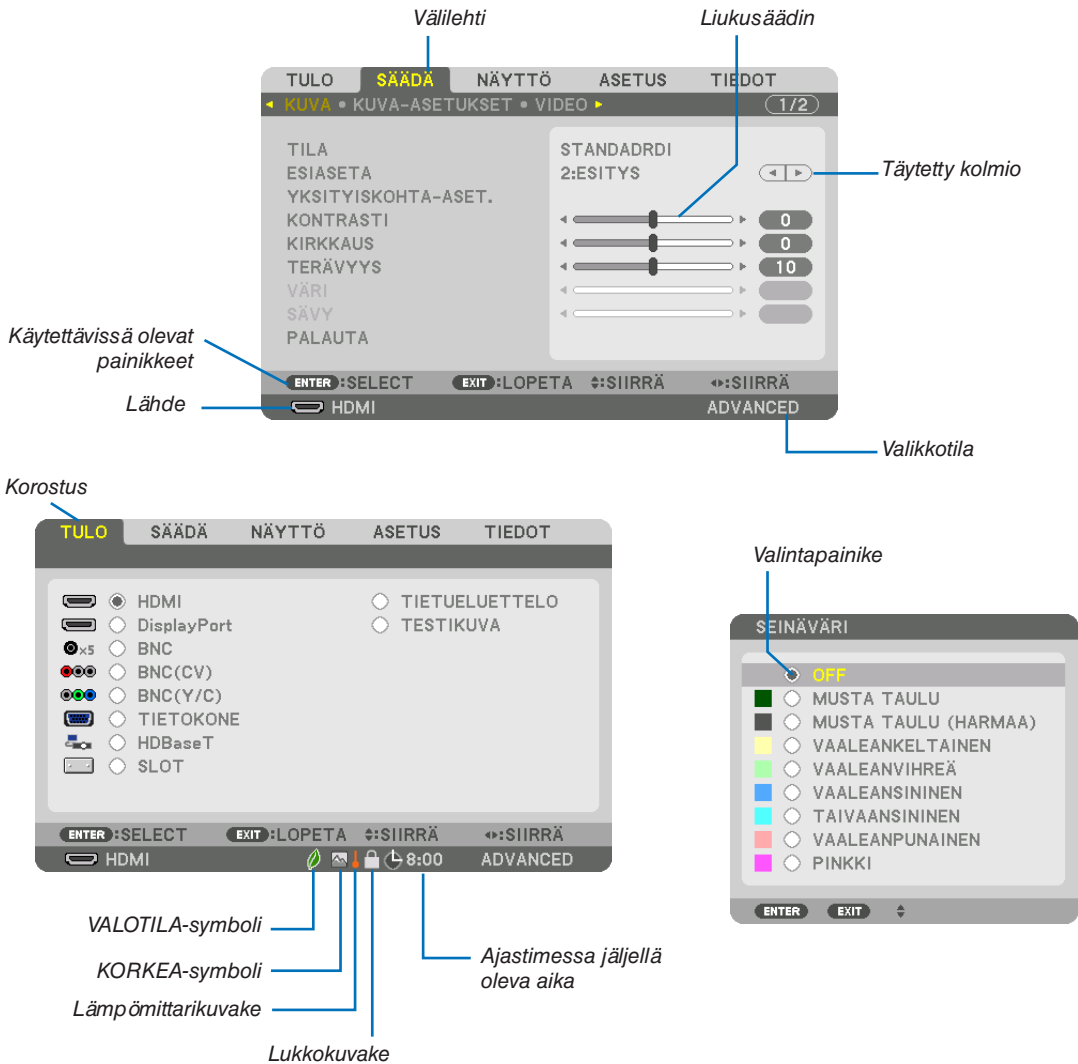 Välilehti
Liukusäädin
TULO SÄÄDÄ NÄYTTÖ ASETUS TIEDOT
KUVA • KUVA-ASETUKSET • VIDEO 1/2
TILA STANDADRDI
ESIASETA 2:ESITYS
Täytetty kolmio
YKSITYISKOHTA-ASET.
KONTRASTI 0
KIRKKAUS 0
TERÄVYYS 10
VÄRI
SÄVY
PALAUTA
Käytettävissä olevat
painikkeet
ENTER :SELECT EXIT :LOPETA :SIIRRÄ :SIIRRÄ
Lähde
HDMI ADVANCED
Valikkotila
Korostus
TULO SÄÄDÄ NÄYTTÖ ASETUS TIEDOT
HDMI TIETUELUETTELO
DisplayPort TESTIKUVA
×5 BNC
BNC(CV)
BNC(Y/C)
TIETOKONE
HDBaseT
SLOT
ENTER :SELECT EXIT :LOPETA :SIIRRÄ :SIIRRÄ
HDMI 8:00 ADVANCED
VALOTILA-symboli
KORKEA-symboli
Lämpömittarikuvake
Lukkokuvake
Ajastimessa jäljellä
oleva aika
Valintapainike
SEINÄVÄRI
OFF
MUSTA TAULU
MUSTA TAULU (HARMAA)
VAALEANKELTAINEN
VAALEANVIHREÄ
VAALEANSININEN
TAIVAANSININEN
VAALEANPUNAINEN
PINKKI
ENTER EXIT